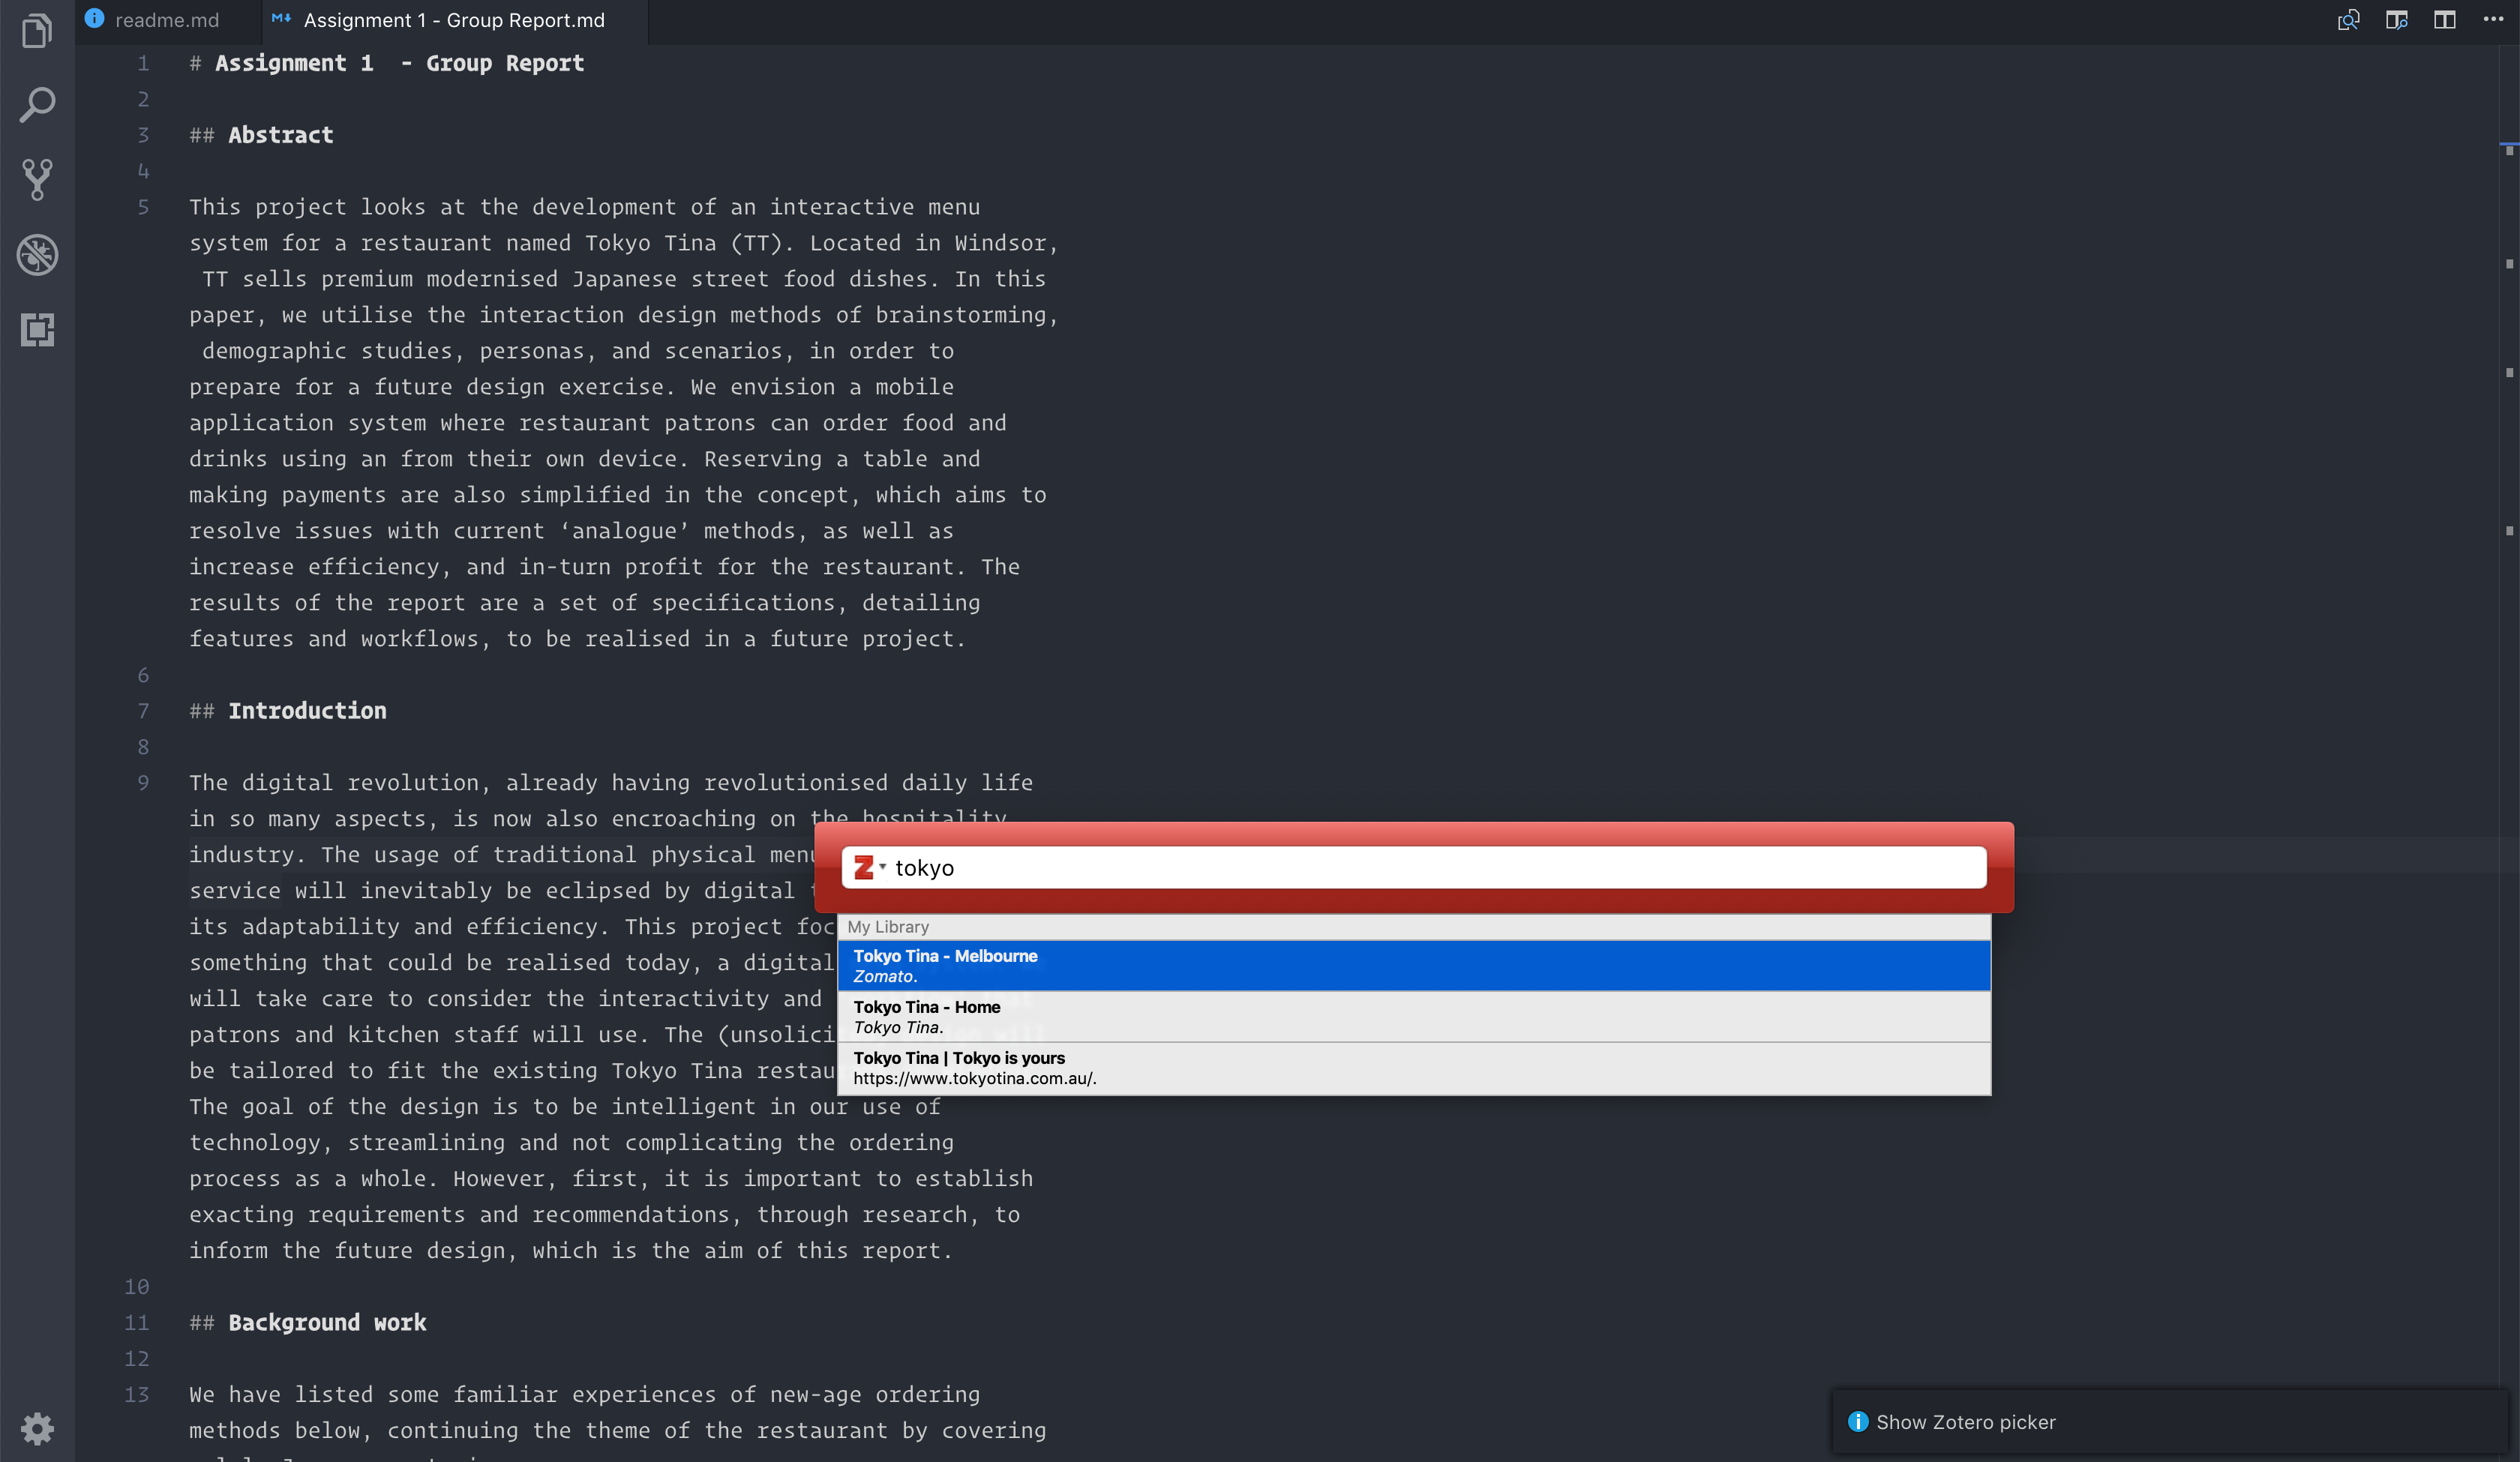 readme.md
Assignment 1 - Group Report.md
1 # Assignment 1  - Group Report
2
3 ## Abstract
4
5 This project looks at the development of an interactive menu
system for a restaurant named Tokyo Tina (TT). Located in Windsor,
TT sells premium modernised Japanese street food dishes. In this
paper, we utilise the interaction design methods of brainstorming,
demographic studies, personas, and scenarios, in order to
prepare for a future design exercise. We envision a mobile
application system where restaurant patrons can order food and
drinks using an from their own device. Reserving a table and
making payments are also simplified in the concept, which aims to
resolve issues with current ‘analogue’ methods, as well as
increase efficiency, and in-turn profit for the restaurant. The
results of the report are a set of specifications, detailing
features and workflows, to be realised in a future project.
6
7 ## Introduction
8
9 The digital revolution, already having revolutionised daily life
in so many aspects, is now also encroaching on the hospitality
industry. The usage of traditional physical
service will inevitably be eclipsed by digital
its adaptability and efficiency. This project
something that could be realised today, a digital
will take care to consider the interactivity and
patrons and kitchen staff will use. The
be tailored to fit the existing Tokyo Tina
The goal of the design is to be intelligent in our use of
technology, streamlining and not complicating the ordering
process as a whole. However, first, it is important to establish
exacting requirements and recommendations, through research, to
inform the future design, which is the aim of this report.
10
11 ## Background work
12
13 We have listed some familiar experiences of new-age ordering
methods below, continuing the theme of the restaurant by covering
Z tokyo
My Library
Tokyo Tina - Melbourne
Zomato.
Tokyo Tina - Home
Tokyo Tina.
Tokyo Tina | Tokyo is yours
https://www.tokyotina.com.au/.
Show Zotero picker